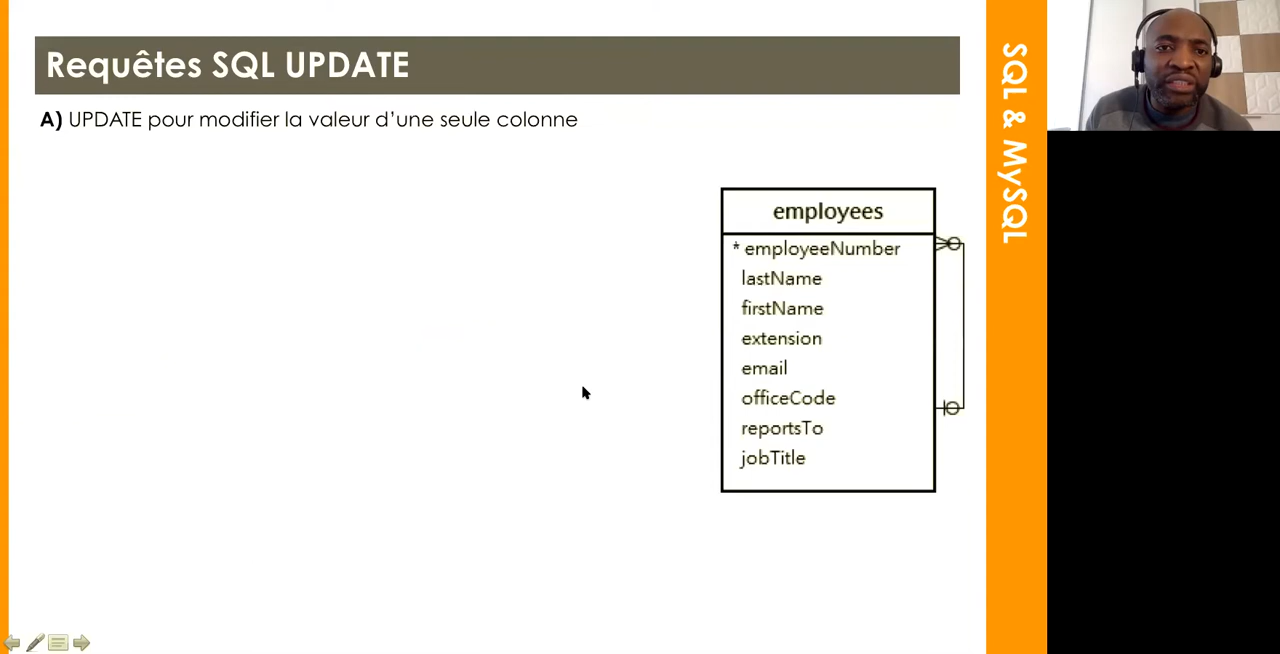 Requêtes SQL UPDATE
A) UPDATE pour modifier la valeur d'une seule colonne
employees
* employeeNumber
lastName
firstName
extension
email
officeCode
reportsTo
jobTitle
SQL & MySQL